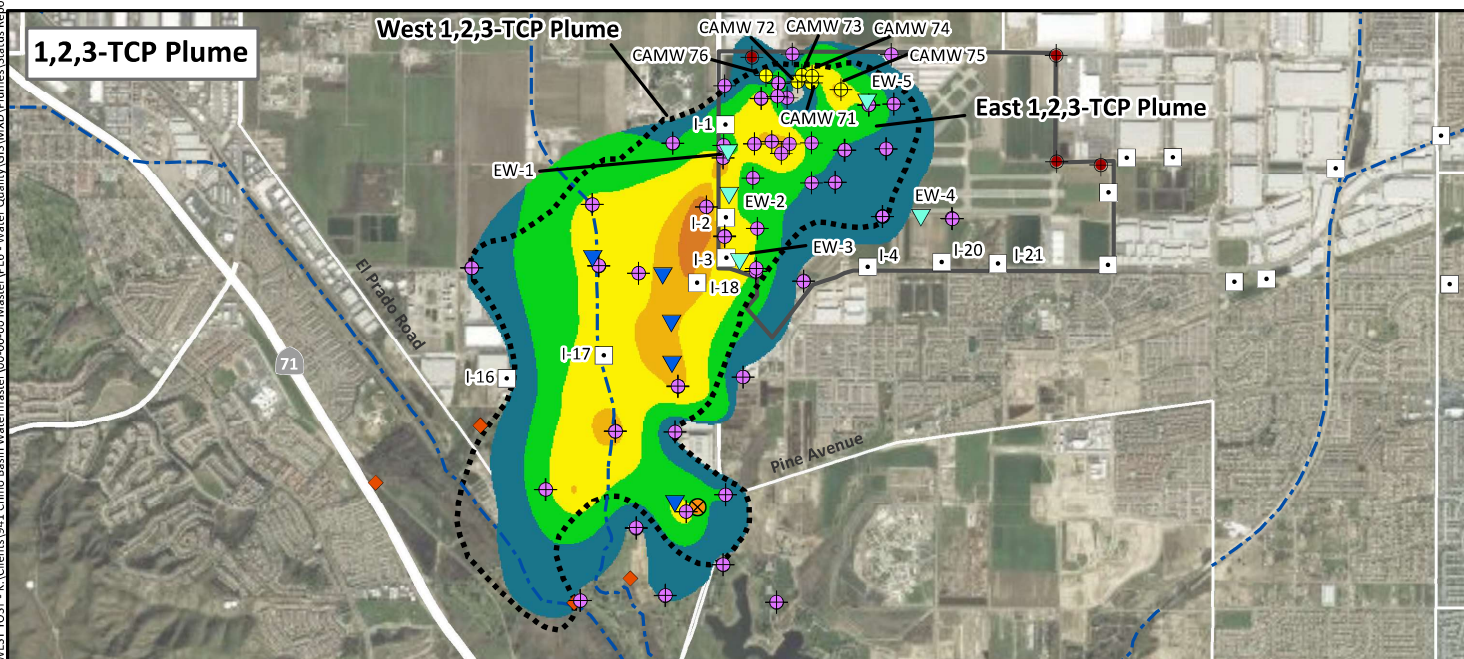 1,2,3-TCP Plume
West 1,2,3-TCP Plume
CAMW 72
CAMW 73
CAMW 74
CAMW 76
CAMW 75
EW-5
East 1,2,3-TCP Plume
CAMW 71
I-1
EW-1
EW-2
EW-4
I-2
EW-3
I-3
I-4
I-20
I-21
I-18
El Prado Road
71
I-17
I-16
Pine Avenue